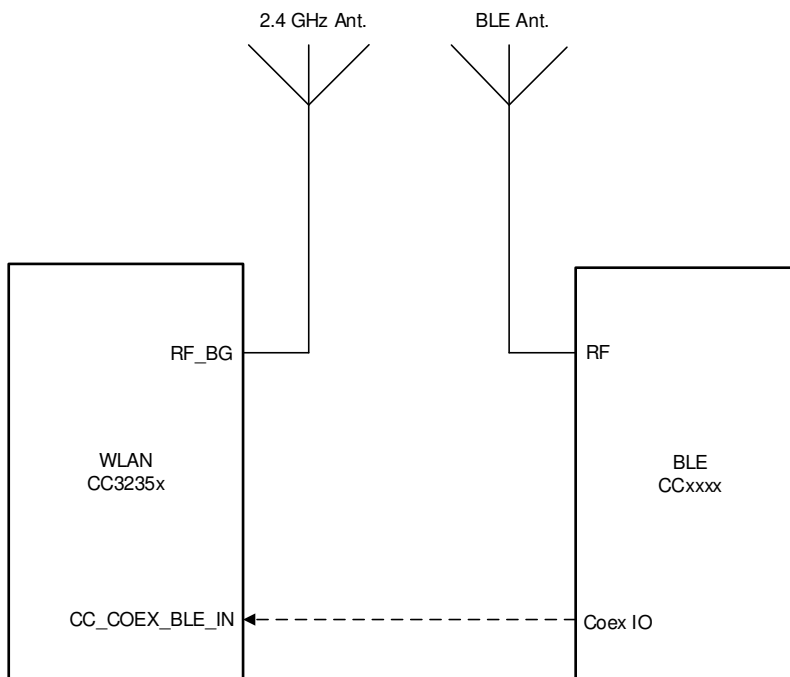 2.4 GHz Ant.
BLE Ant.
RF_BG
RF
WLAN
CC3235x
BLE
CCxxxx
CC_COEX_BLE_IN
Coex IO